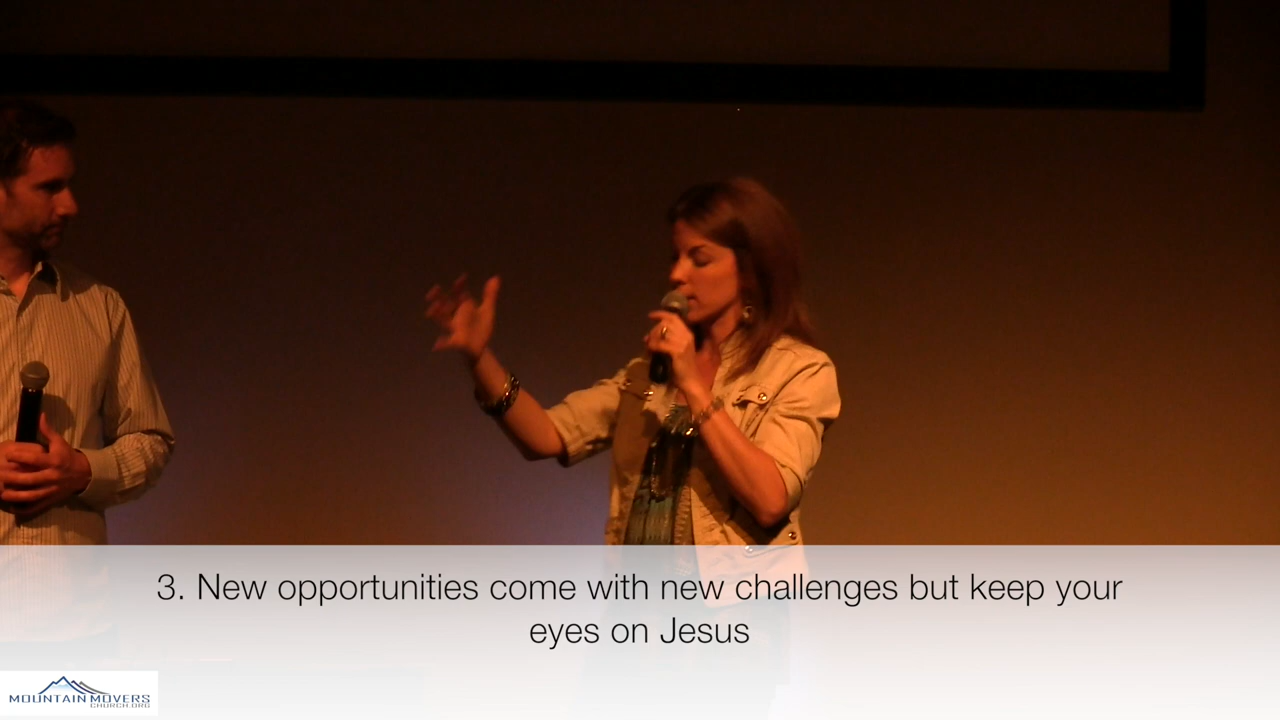 3. New opportunities come with new challenges but keep your
eyes on Jesus
MOUNTAIN MOVERS
CHURCH.ORG